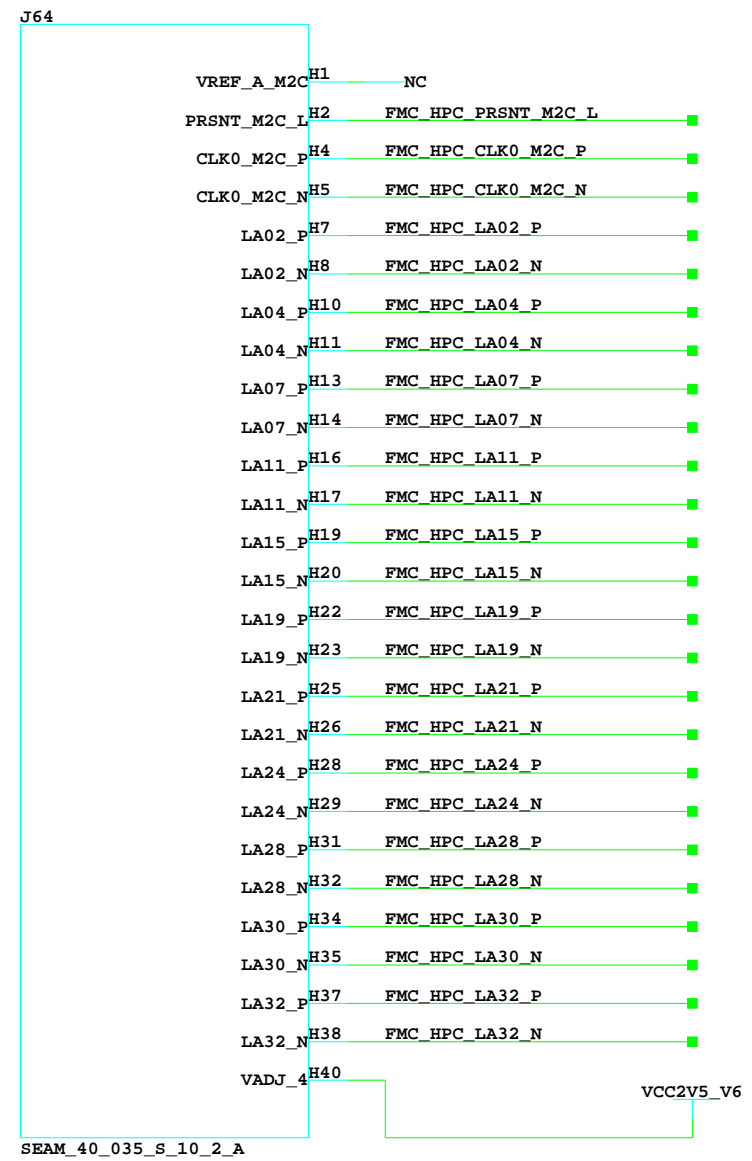 J64
VREF_A_M2C H1 NC
PRSNT_M2C_L H2 FMC_HPC_PRSNT_M2C_L
CLK0_M2C_P H4 FMC_HPC_CLK0_M2C_P
CLK0_M2C_N H5 FMC_HPC_CLK0_M2C_N
LA02_P H7 FMC_HPC_LA02_P
LA02_N H8 FMC_HPC_LA02_N
LA04_P H10 FMC_HPC_LA04_P
LA04_N H11 FMC_HPC_LA04_N
LA07_P H13 FMC_HPC_LA07_P
LA07_N H14 FMC_HPC_LA07_N
LA11_P H16 FMC_HPC_LA11_P
LA11_N H17 FMC_HPC_LA11_N
LA15_P H19 FMC_HPC_LA15_P
LA15_N H20 FMC_HPC_LA15_N
LA19_P H22 FMC_HPC_LA19_P
LA19_N H23 FMC_HPC_LA19_N
LA21_P H25 FMC_HPC_LA21_P
LA21_N H26 FMC_HPC_LA21_N
LA24_P H28 FMC_HPC_LA24_P
LA24_N H29 FMC_HPC_LA24_N
LA28_P H31 FMC_HPC_LA28_P
LA28_N H32 FMC_HPC_LA28_N
LA30_P H34 FMC_HPC_LA30_P
LA30_N H35 FMC_HPC_LA30_N
LA32_P H37 FMC_HPC_LA32_P
LA32_N H38 FMC_HPC_LA32_N
VADJ_4 H40
VCC2V5_V6
SEAM_40_035_S_10_2_A